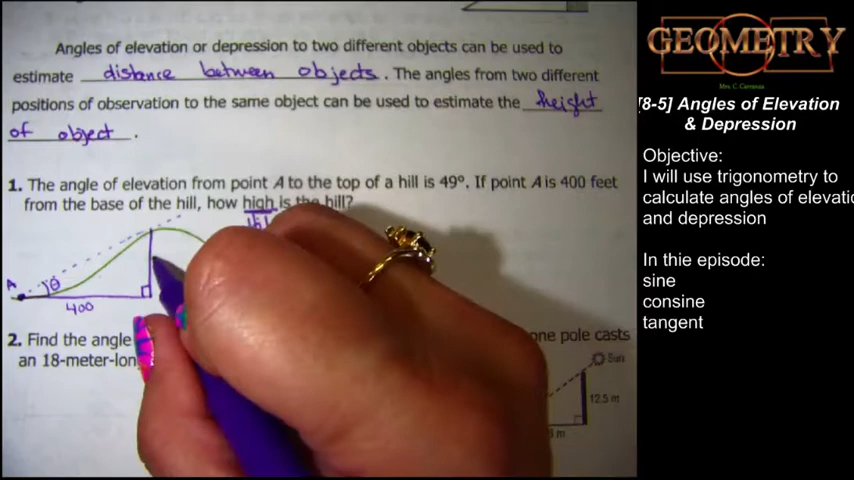 Angles of elevation or depression to two different objects can be used to
estimate distance between objects. The angles from two different
positions of observation to the same object can be used to estimate the height
of object.
1. The angle of elevation from point A to the top of a hill is 49°. If point A is 400 feet
from the base of the hill, how high is the hill?
A
θ
400
2. Find the angle
one pole casts
an 18-meter-lon
Sun
12.5 m
m
GEOMETRY
Mrs. C. Carrasua
[8-5] Angles of Elevation
& Depression
Objective:
I will use trigonometry to
calculate angles of elevatio
and depression
In thie episode:
sine
consine
tangent